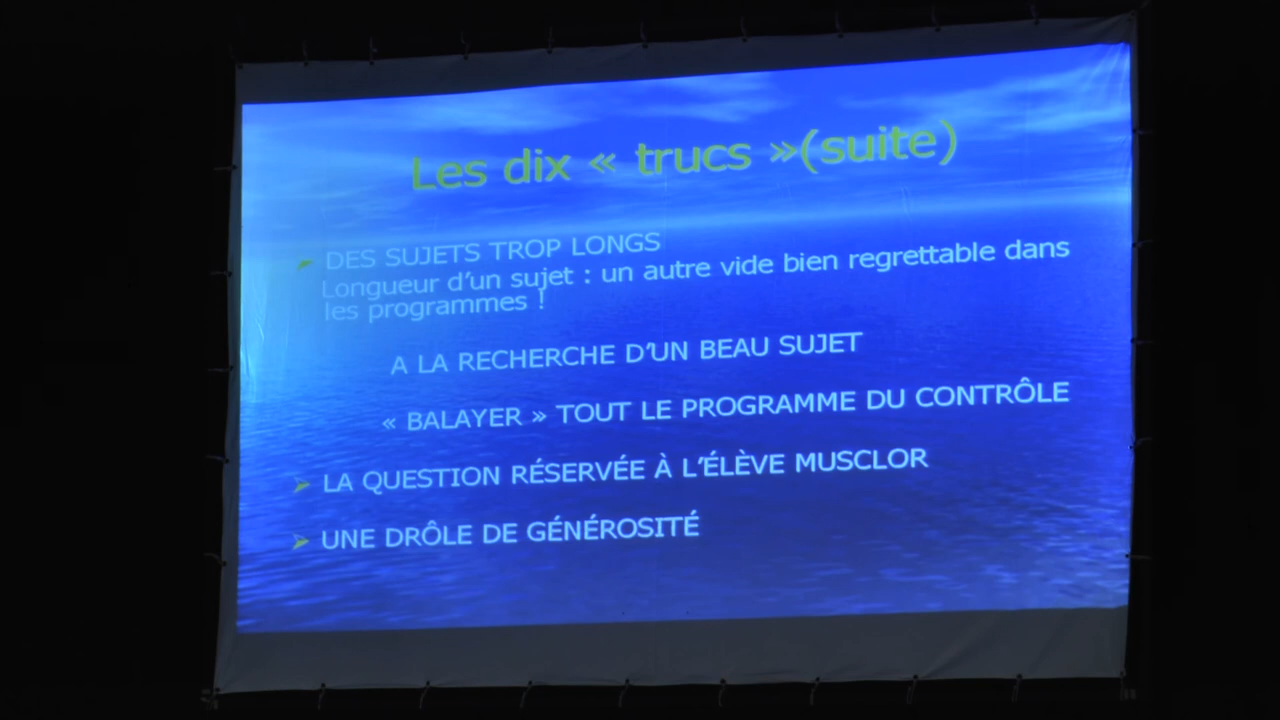 Les dix « trucs »(suite)
DES SUJETS TROP LONGS
Longueur d'un sujet : un autre vide bien regrettable dans
les programmes !
A LA RECHERCHE D'UN BEAU SUJET
« BALAYER » TOUT LE PROGRAMME DU CONTRÔLE
LA QUESTION RÉSERVÉE À L'ÉLÈVE MUSCLOR
UNE DRÔLE DE GÉNÉROSITÉ